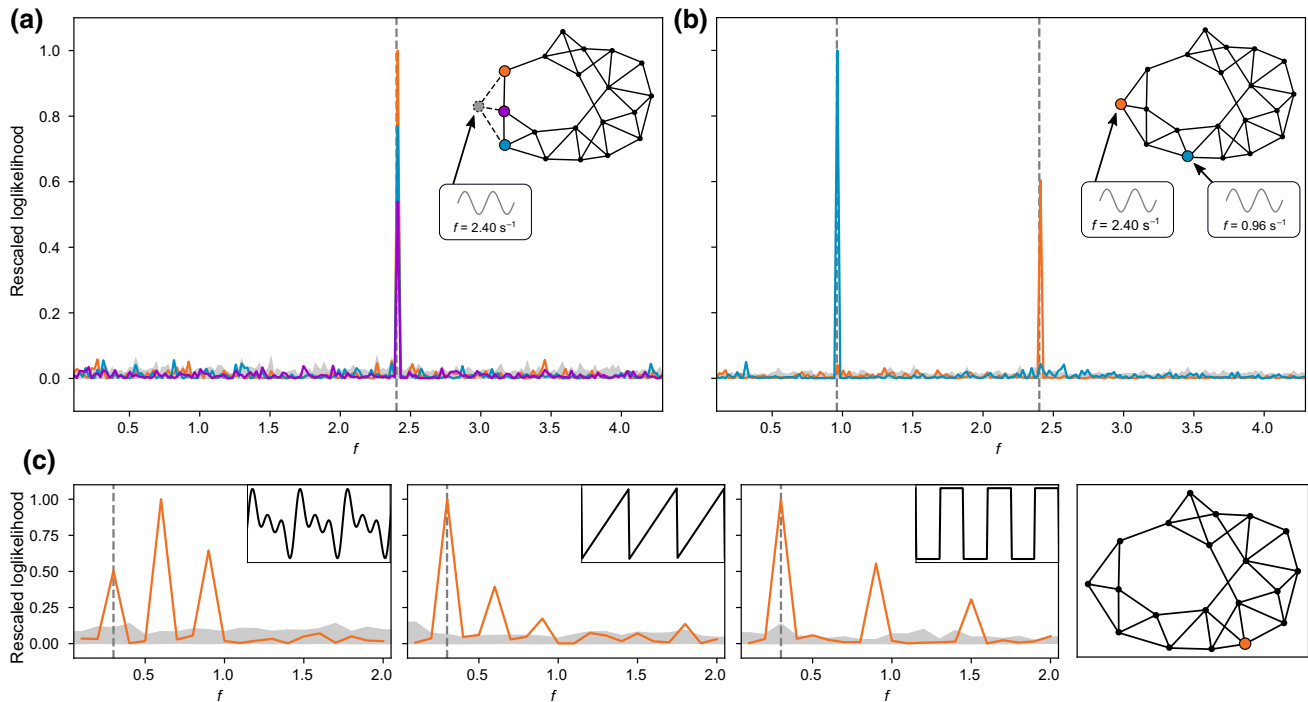 (a)
(b)
Rescaled loglikelihood
1.0
0.8
0.6
0.4
0.2
0.0
f = 2.40 s⁻¹
0.5 1.0 1.5 2.0 2.5 3.0 3.5 4.0
f
f = 2.40 s⁻¹
f = 0.96 s⁻¹
0.5 1.0 1.5 2.0 2.5 3.0 3.5 4.0
f
(c)
Rescaled loglikelihood
1.00
0.75
0.50
0.25
0.00
0.5 1.0 1.5 2.0
f
0.5 1.0 1.5 2.0
f
0.5 1.0 1.5 2.0
f